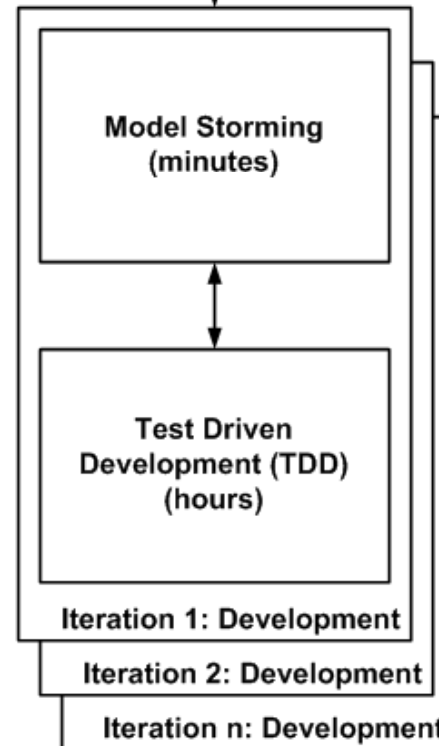 Model Storming
(minutes)
Test Driven
Development (TDD)
(hours)
Iteration 1: Development
Iteration 2: Development
Iteration n: Development